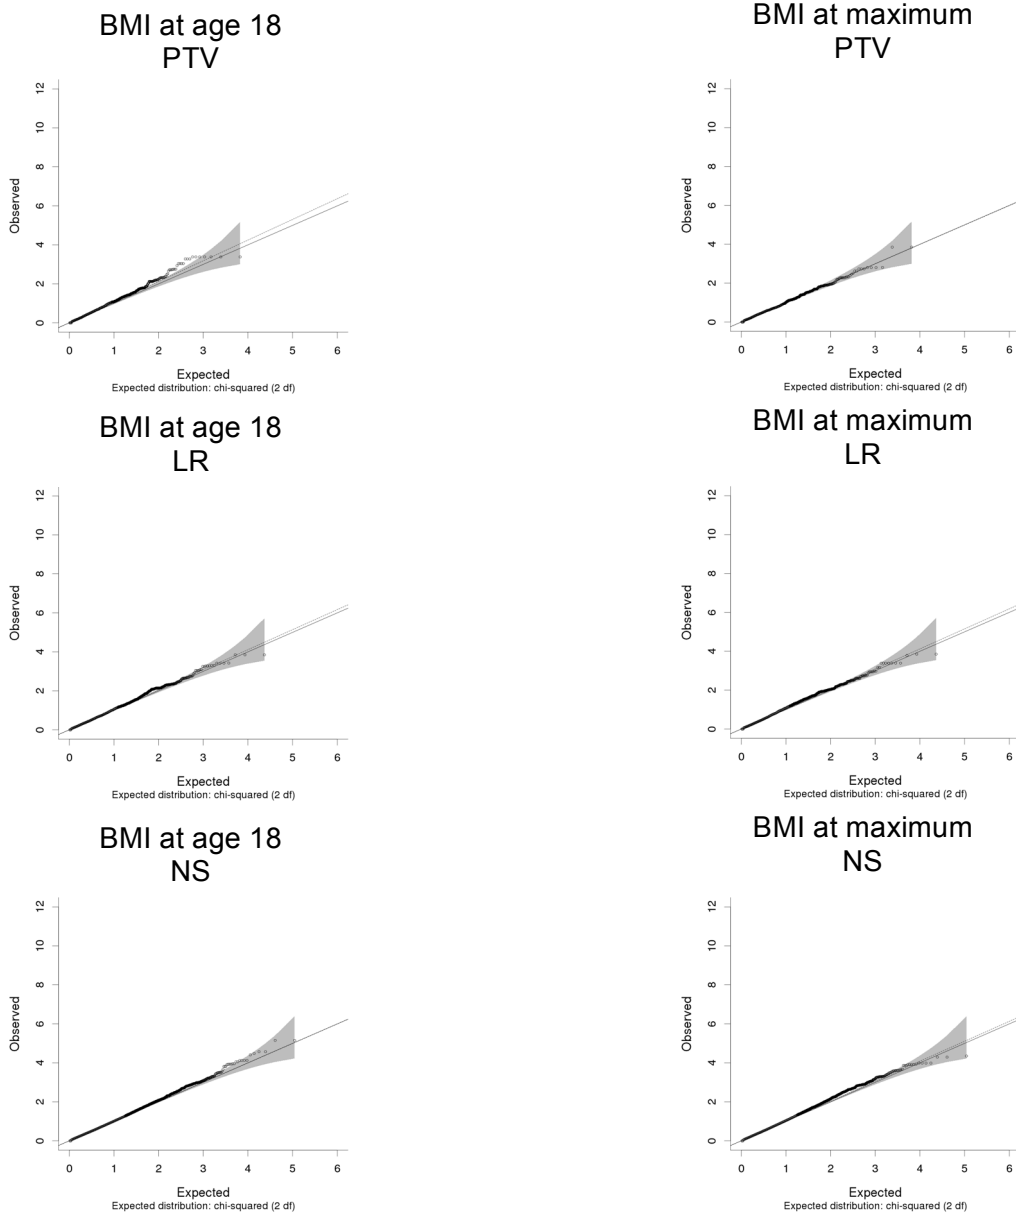 BMI at age 18
PTV
12
10
8
6
4
2
0
Observed
0 1 2 3 4 5 6
Expected
Expected distribution: chi-squared (2 df)
BMI at maximum
PTV
12
10
8
6
4
2
0
Observed
0 1 2 3 4 5 6
Expected
Expected distribution: chi-squared (2 df)
BMI at age 18
LR
12
10
8
6
4
2
0
Observed
0 1 2 3 4 5 6
Expected
Expected distribution: chi-squared (2 df)
BMI at maximum
LR
12
10
8
6
4
2
0
Observed
0 1 2 3 4 5 6
Expected
Expected distribution: chi-squared (2 df)
BMI at age 18
NS
12
10
8
6
4
2
0
Observed
0 1 2 3 4 5 6
Expected
Expected distribution: chi-squared (2 df)
BMI at maximum
NS
12
10
8
6
4
2
0
Observed
0 1 2 3 4 5 6
Expected
Expected distribution: chi-squared (2 df)